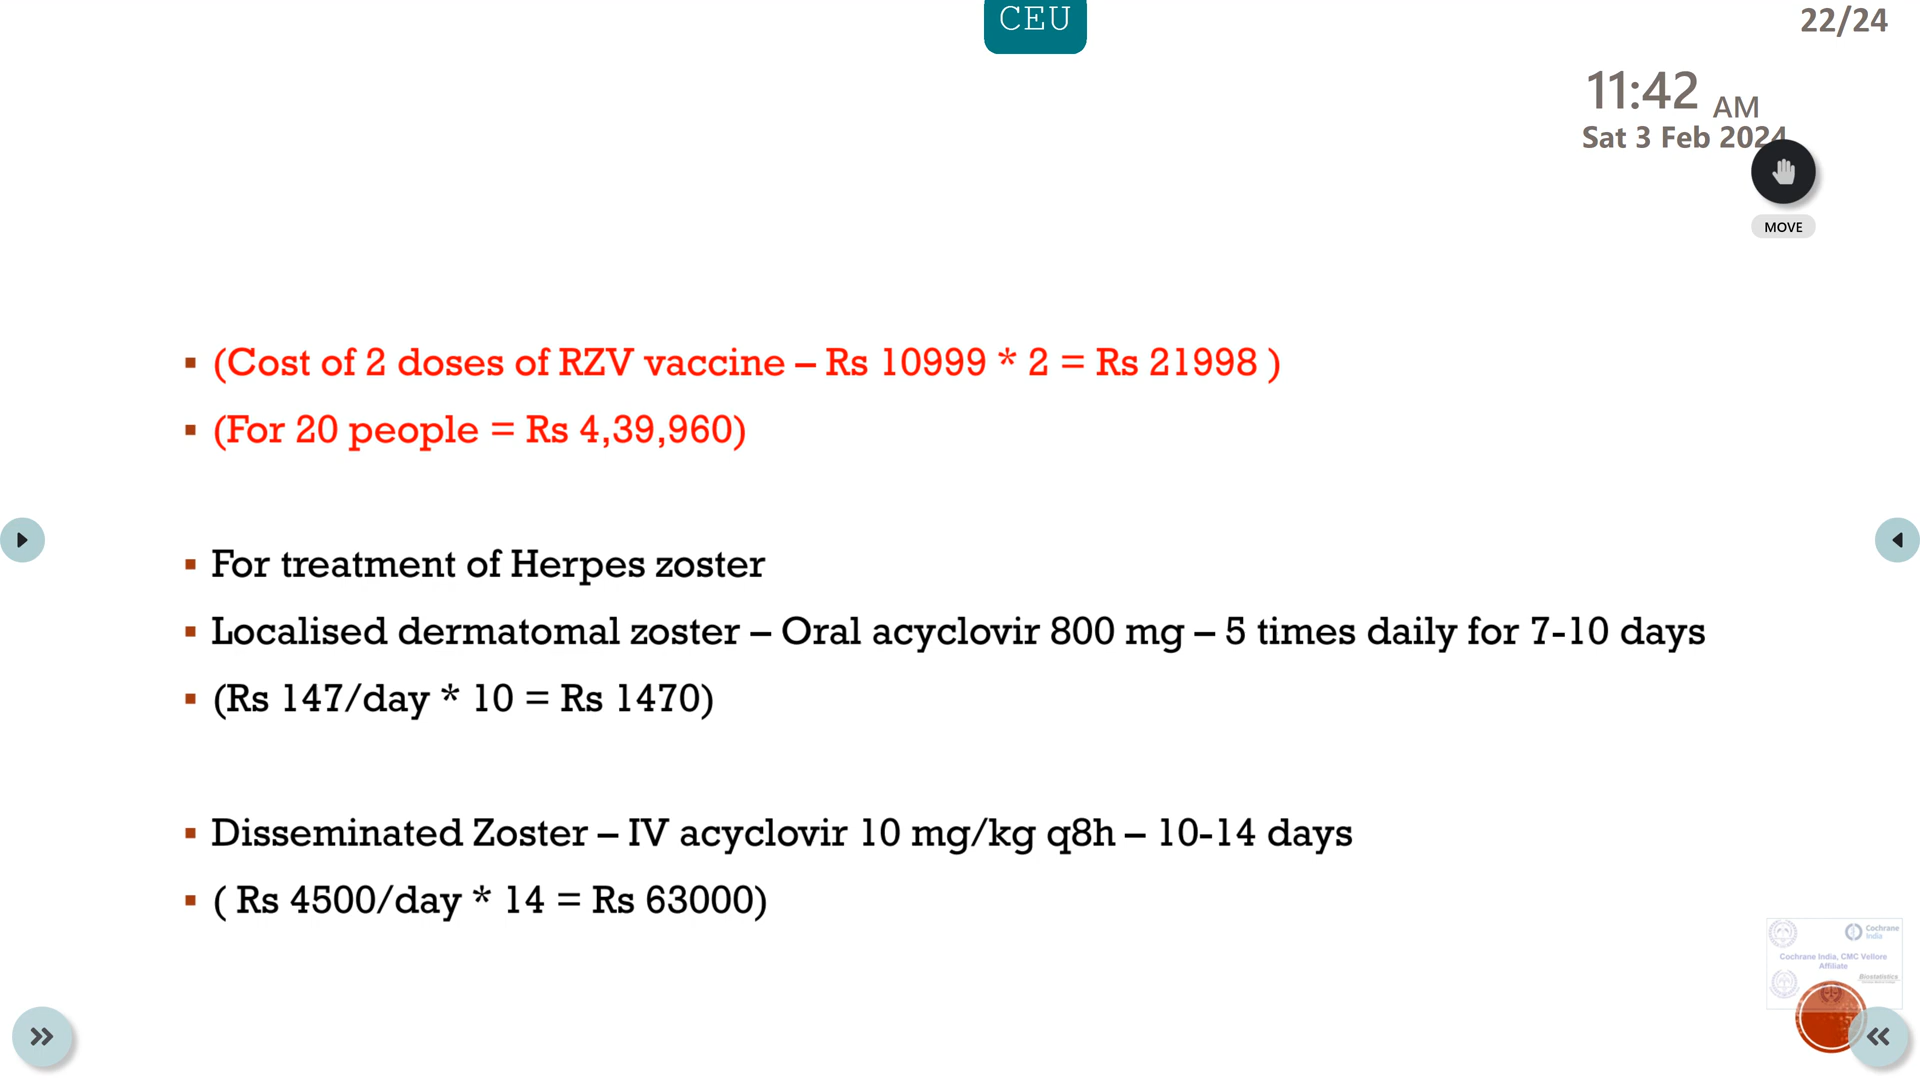 CEU
22/24
11:42 AM
Sat 3 Feb 2024
MOVE
(Cost of 2 doses of RZV vaccine – Rs 10999 * 2 = Rs 21998 )
(For 20 people = Rs 4,39,960)
For treatment of Herpes zoster
Localised dermatomal zoster – Oral acyclovir 800 mg – 5 times daily for 7-10 days
(Rs 147/day * 10 = Rs 1470)
Disseminated Zoster – IV acyclovir 10 mg/kg q8h – 10-14 days
( Rs 4500/day * 14 = Rs 63000)
Cochrane
India
Cochrane India, CMC Vellore
Affiliate
Biostatistics